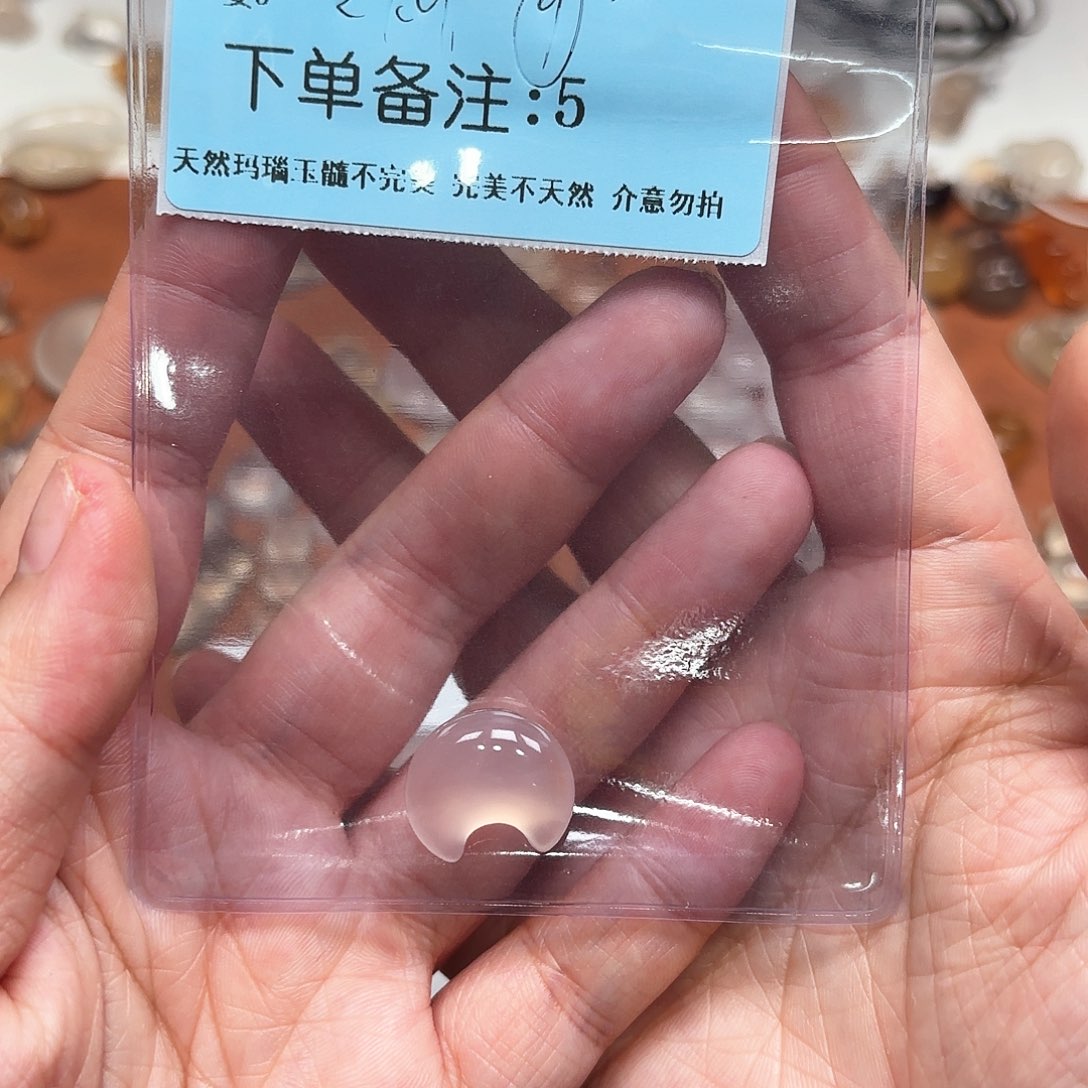 下单备注:5
天然玛瑙玉髓不完美 完美不天然 介意勿拍